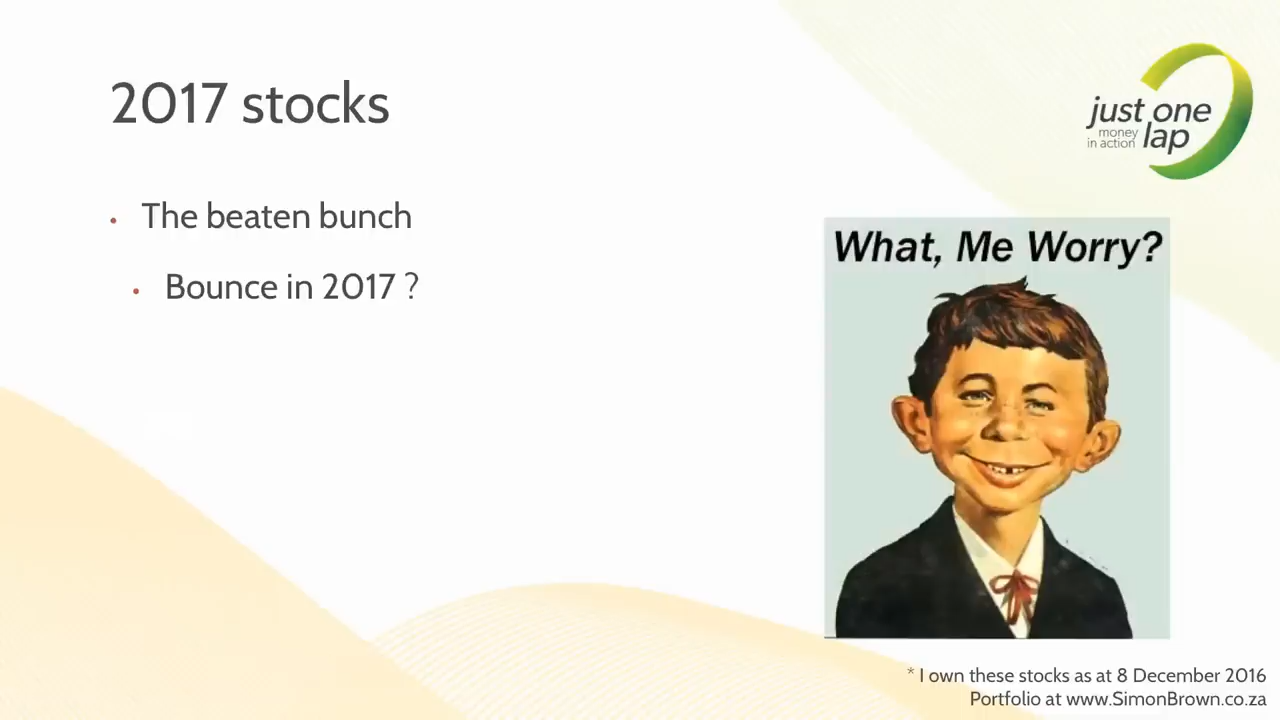 2017 stocks
just one
money
in action
lap
• The beaten bunch
• Bounce in 2017 ?
What, Me Worry?
* I own these stocks as at 8 December 2016
Portfolio at www.SimonBrown.co.za